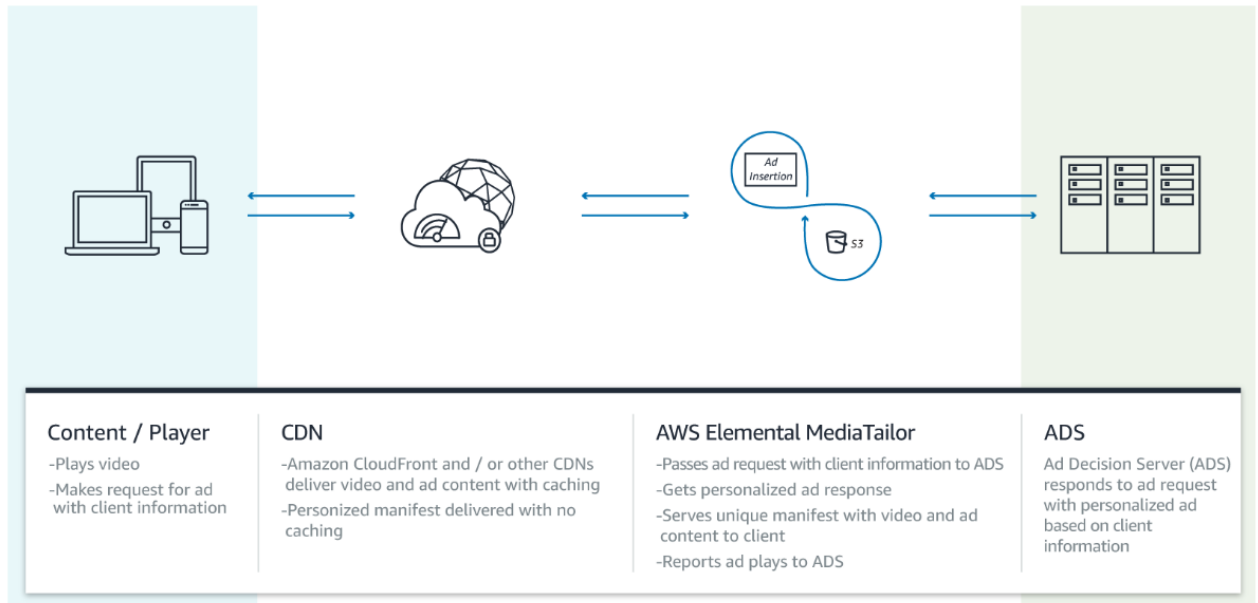 Ad
Insertion
S3
Content / Player
-Plays video
-Makes request for ad
with client information
CDN
-Amazon CloudFront and / or other CDNs
deliver video and ad content with caching
-Personized manifest delivered with no
caching
AWS Elemental MediaTailor
-Passes ad request with client information to ADS
-Gets personalized ad response
-Serves unique manifest with video and ad
content to client
-Reports ad plays to ADS
ADS
Ad Decision Server (ADS)
responds to ad request
with personalized ad
based on client
information